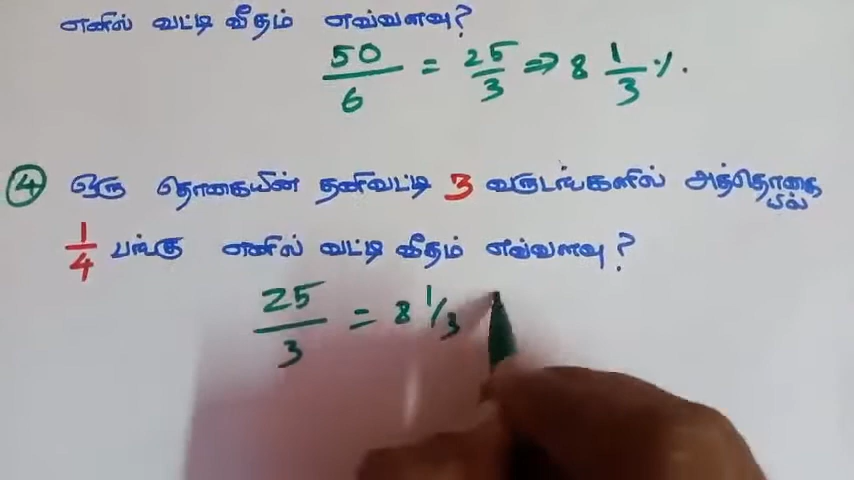 எனில் வட்டி வீதம் எவ்வளவு?
50/6 = 25/3 ⇒ 8 1/3 %.
④ ஒரு தொகையின் தனிவட்டி 3 வருடங்களில் அத்தொகையில்
1/4 பங்கு எனில் வட்டி வீதம் எவ்வளவு?
25/3 = 8 1/3